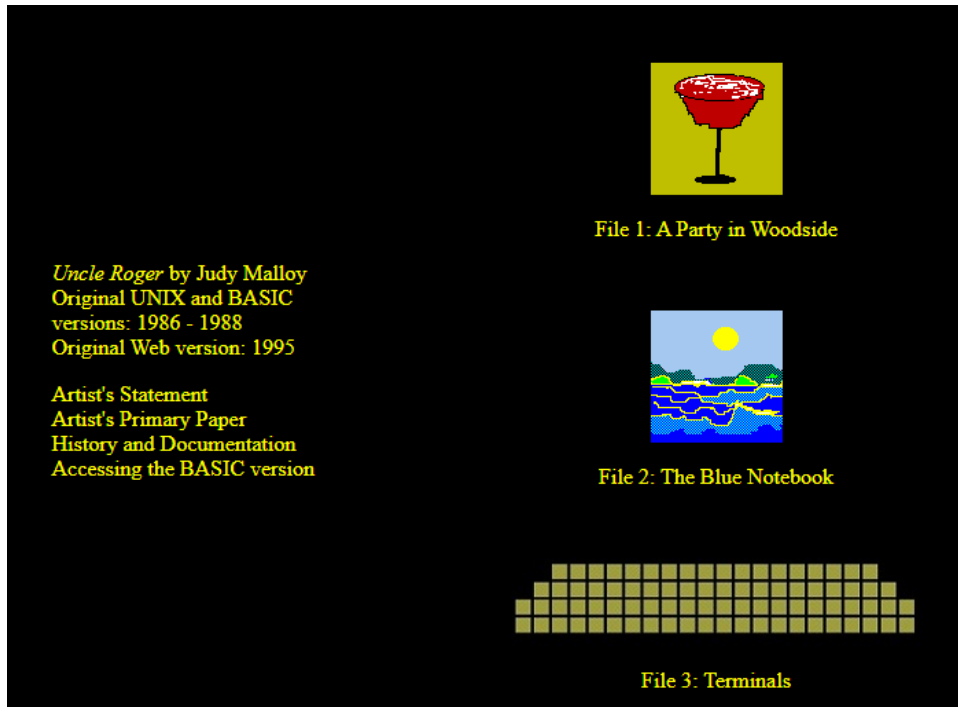 Uncle Roger by Judy Malloy
Original UNIX and BASIC
versions: 1986 - 1988
Original Web version: 1995
Artist's Statement
Artist's Primary Paper
History and Documentation
Accessing the BASIC version
File 1: A Party in Woodside
File 2: The Blue Notebook
File 3: Terminals